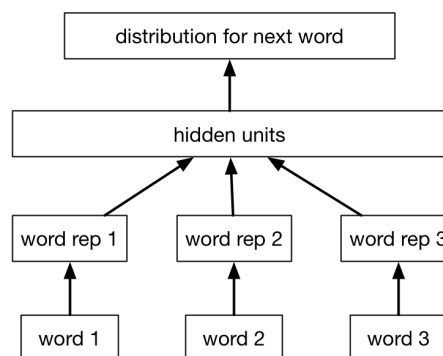 distribution for next word
hidden units
word rep 1
word rep 2
word rep 3
word 1
word 2
word 3